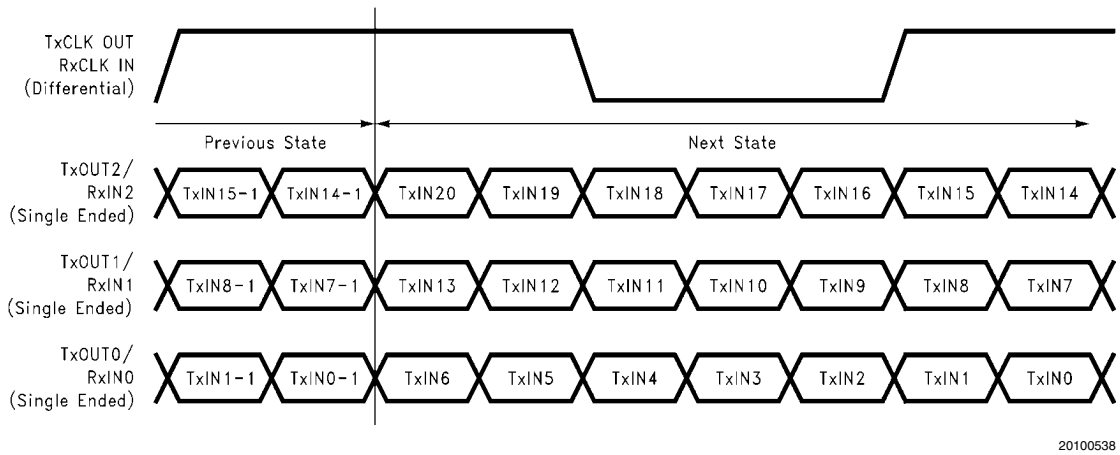 TxCLK OUT
RxCLK IN
(Differential)
Previous State
Next State
TxOUT2/
RxIN2
(Single Ended)
TxIN15-1 TxIN14-1 TxIN20 TxIN19 TxIN18 TxIN17 TxIN16 TxIN15 TxIN14
TxOUT1/
RxIN1
(Single Ended)
TxIN8-1 TxIN7-1 TxIN13 TxIN12 TxIN11 TxIN10 TxIN9 TxIN8 TxIN7
TxOUT0/
RxIN0
(Single Ended)
TxIN1-1 TxIN0-1 TxIN6 TxIN5 TxIN4 TxIN3 TxIN2 TxIN1 TxIN0
20100538